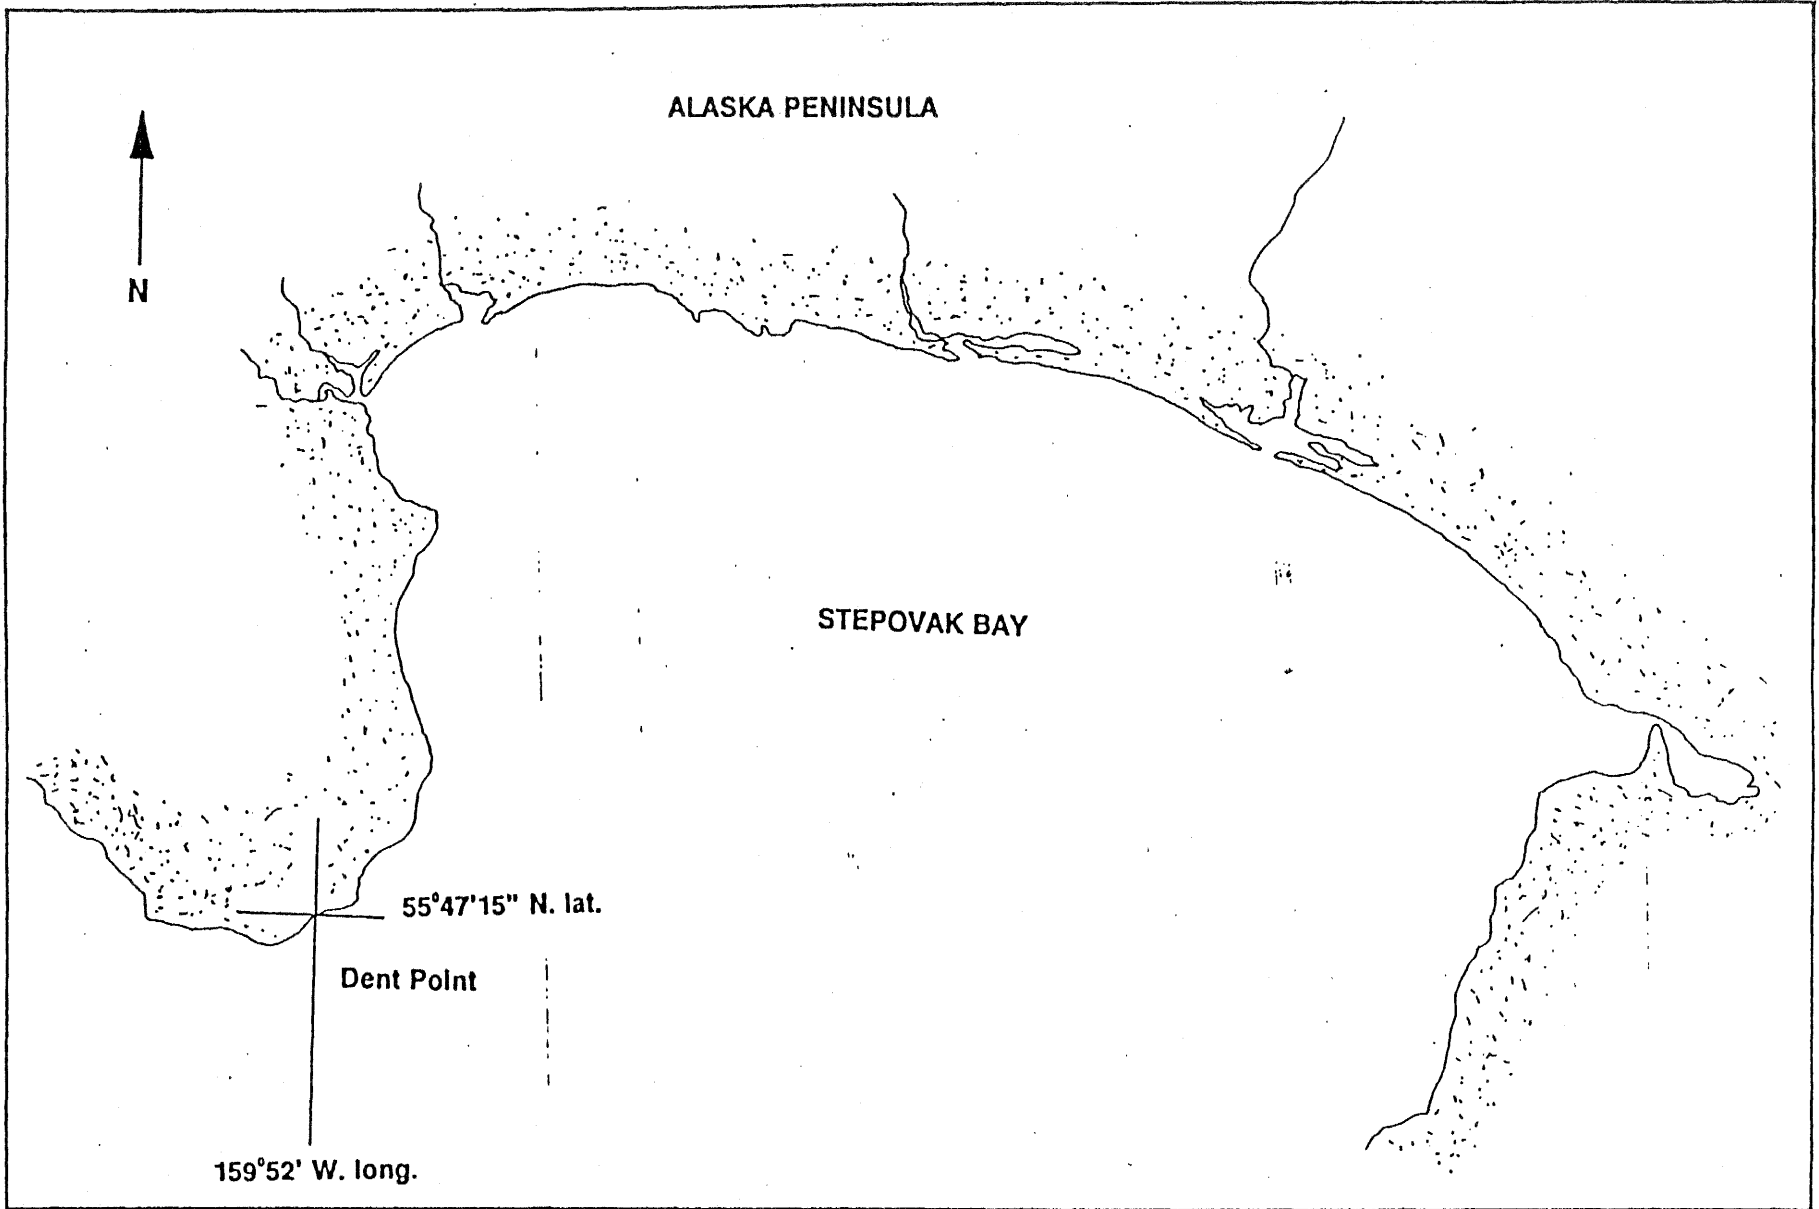 ALASKA PENINSULA
N
STEPOVAK BAY
55°47'15" N. lat.
Dent Point
159°52' W. long.